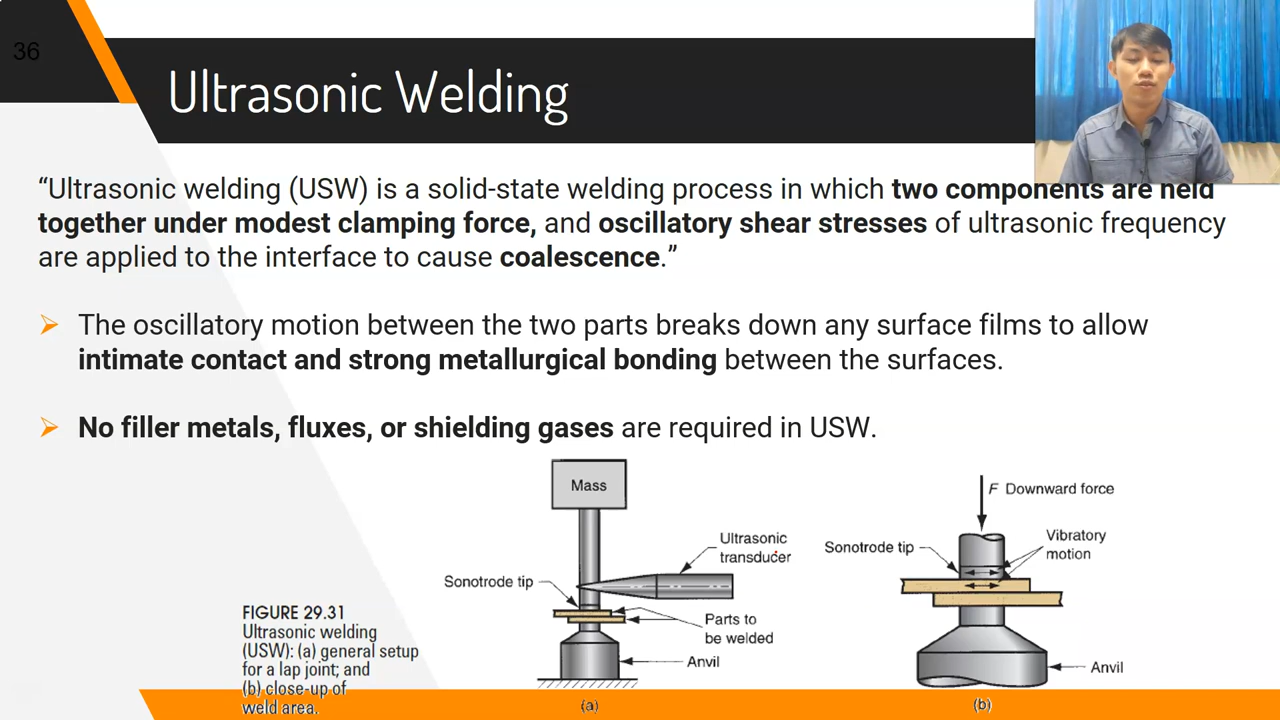 36
Ultrasonic Welding
“Ultrasonic welding (USW) is a solid-state welding process in which two components are held
together under modest clamping force, and oscillatory shear stresses of ultrasonic frequency
are applied to the interface to cause coalescence.”
The oscillatory motion between the two parts breaks down any surface films to allow
intimate contact and strong metallurgical bonding between the surfaces.
No filler metals, fluxes, or shielding gases are required in USW.
Mass
Ultrasonic
transducer
Sonotrode tip
Parts to
be welded
Anvil
(a)
F Downward force
Vibratory
motion
Sonotrode tip
Anvil
(b)
FIGURE 29.31
Ultrasonic welding
(USW): (a) general setup
for a lap joint; and
(b) close-up of
weld area.